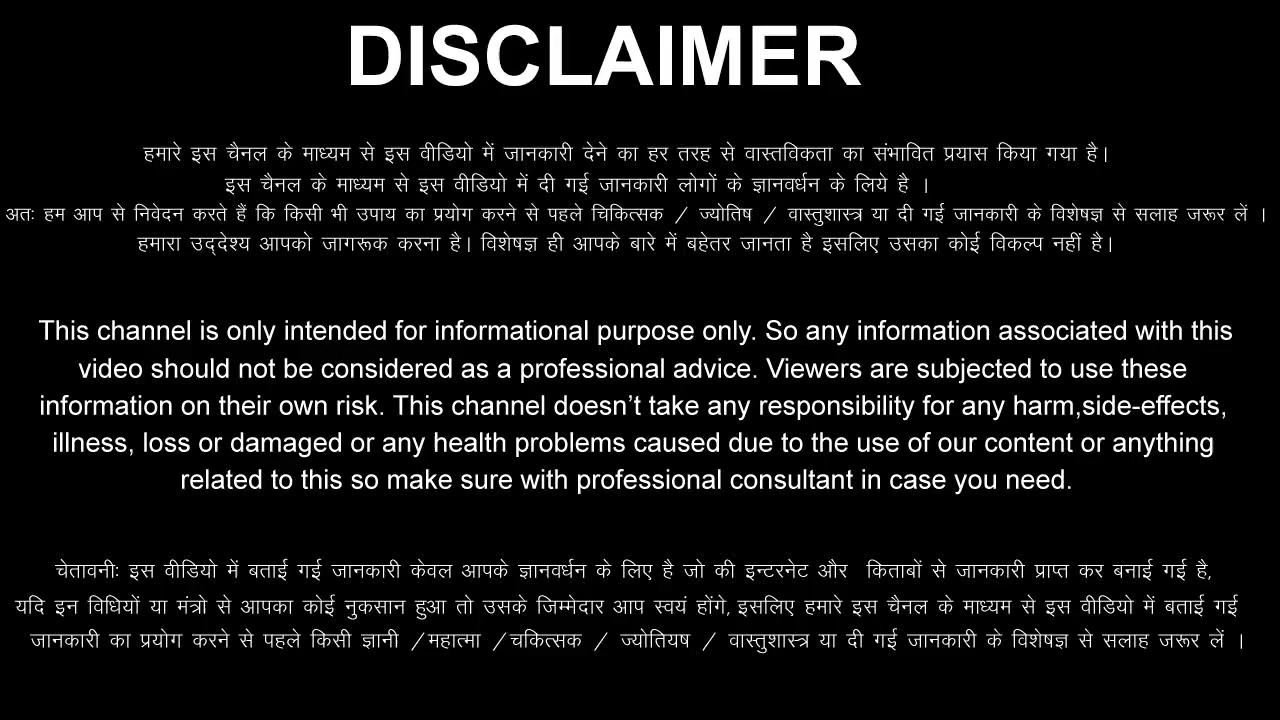 DISCLAIMER
हमारे इस चैनल के माध्यम से इस वीडियो में जानकारी देने का हर तरह से वास्तविकता का संभावित प्रयास किया गया है।
इस चैनल के माध्यम से इस वीडियो में दी गई जानकारी लोगों के ज्ञानवर्धन के लिये है ।
अतः हम आप से निवेदन करते हैं कि किसी भी उपाय का प्रयोग करने से पहले चिकित्सक / ज्योतिष / वास्तुशास्त्र या दी गई जानकारी के विशेषज्ञ से सलाह जरूर लें ।
हमारा उद्देश्य आपको जागरूक करना है। विशेषज्ञ ही आपके बारे में बहेतर जानता है इसलिए उसका कोई विकल्प नहीं है।
This channel is only intended for informational purpose only. So any information associated with this
video should not be considered as a professional advice. Viewers are subjected to use these
information on their own risk. This channel doesn’t take any responsibility for any harm,side-effects,
illness, loss or damaged or any health problems caused due to the use of our content or anything
related to this so make sure with professional consultant in case you need.
चेतावनीः इस वीडियो में बताई गई जानकारी केवल आपके ज्ञानवर्धन के लिए है जो की इन्टरनेट और किताबों से जानकारी प्राप्त कर बनाई गई है,
यदि इन विधियों या मंत्रो से आपका कोई नुकसान हुआ तो उसके जिम्मेदार आप स्वयं होंगे, इसलिए हमारे इस चैनल के माध्यम से इस वीडियो में बताई गई
जानकारी का प्रयोग करने से पहले किसी ज्ञानी /महात्मा /चकित्सक / ज्योतियष / वास्तुशास्त्र या दी गई जानकारी के विशेषज्ञ से सलाह जरूर लें ।